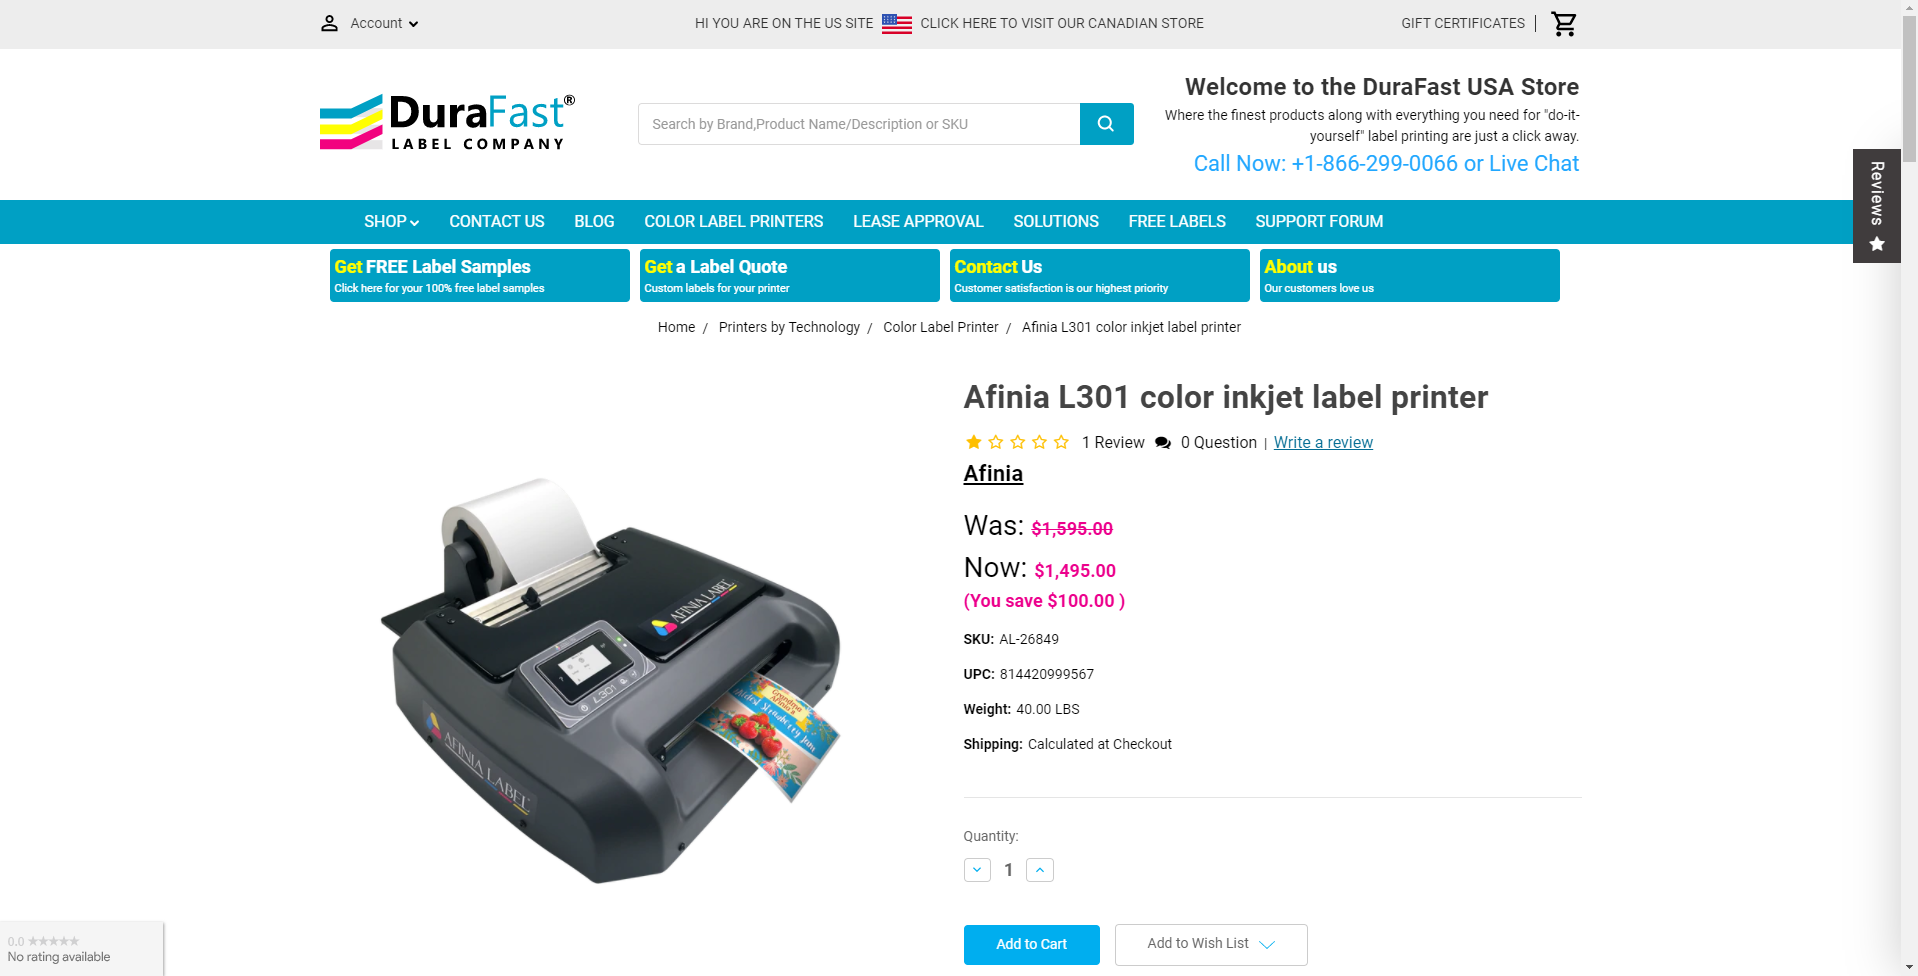 Account
HI YOU ARE ON THE US SITE CLICK HERE TO VISIT OUR CANADIAN STORE
GIFT CERTIFICATES |
DuraFast®
LABEL COMPANY
Search by Brand,Product Name/Description or SKU
Welcome to the DuraFast USA Store
Where the finest products along with everything you need for "do-it-
yourself" label printing are just a click away.
Call Now: +1-866-299-0066 or Live Chat
Reviews
SHOP CONTACT US BLOG COLOR LABEL PRINTERS LEASE APPROVAL SOLUTIONS FREE LABELS SUPPORT FORUM
Get FREE Label Samples
Click here for your 100% free label samples
Get a Label Quote
Custom labels for your printer
Contact Us
Customer satisfaction is our highest priority
About us
Our customers love us
Home / Printers by Technology / Color Label Printer / Afinia L301 color inkjet label printer
AFINIA LABEL
L301
Grandma
Afinia's
Wildest Strawberry Jam
AFINIA LABEL
Afinia L301 color inkjet label printer
1 Review 0 Question | Write a review
Afinia
Was: $1,595.00
Now: $1,495.00
(You save $100.00 )
SKU: AL-26849
UPC: 814420999567
Weight: 40.00 LBS
Shipping: Calculated at Checkout
Quantity:
1
Add to Cart
Add to Wish List
0.0 ★★★★★
No rating available